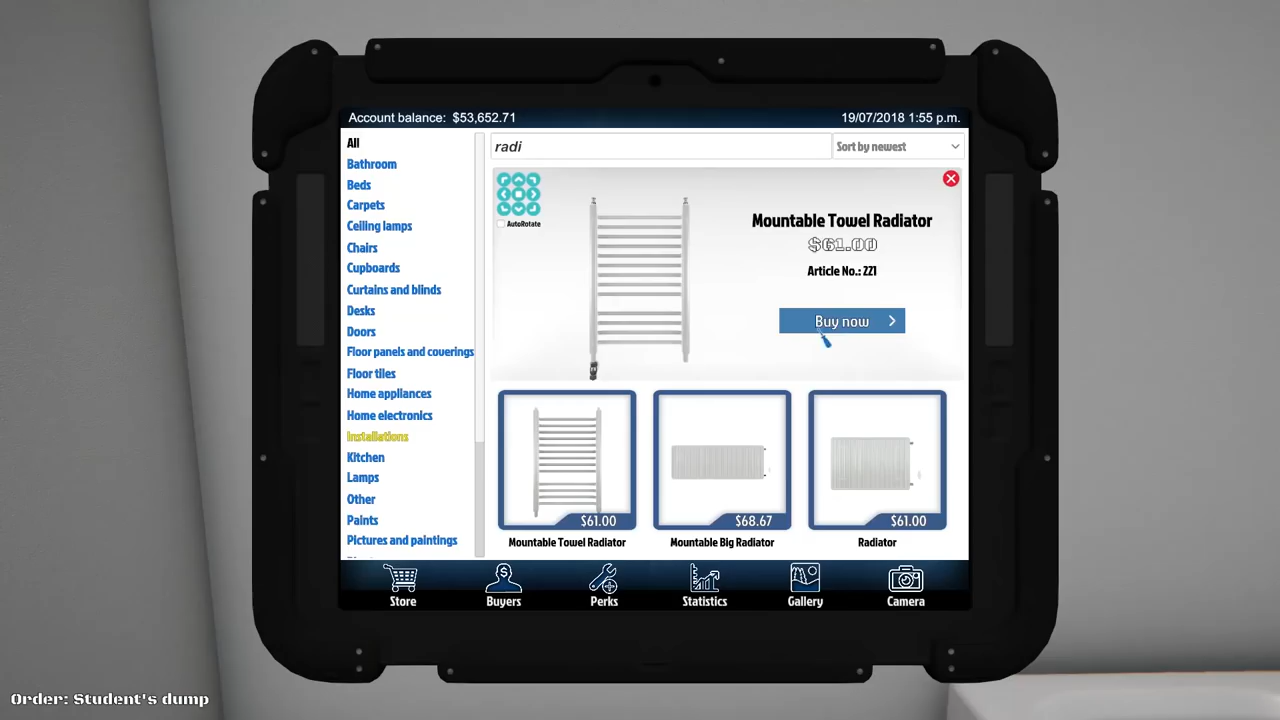 Account balance: $53,652.71
19/07/2018 1:55 p.m.
All
Bathroom
Beds
Carpets
Ceiling lamps
Chairs
Cupboards
Curtains and blinds
Desks
Doors
Floor panels and coverings
Floor tiles
Home appliances
Home electronics
Installations
Kitchen
Lamps
Other
Paints
Pictures and paintings
radi
Sort by newest
AutoRotate
Mountable Towel Radiator
$61.00
Article No.: 221
Buy now
$61.00
$68.67
$61.00
Mountable Towel Radiator
Mountable Big Radiator
Radiator
Store
Buyers
Perks
Statistics
Gallery
Camera
Order: Student's dump